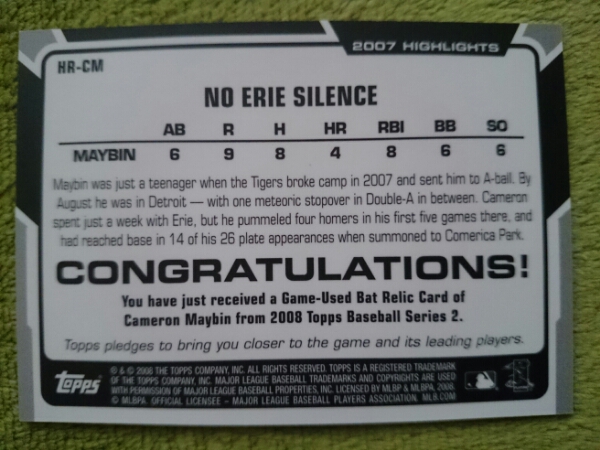 2007 HIGHLIGHTS
HR-CM
NO ERIE SILENCE
AB R H HR RBI BB SO
MAYBIN 6 9 8 4 8 6 6
Maybin was just a teenager when the Tigers broke camp in 2007 and sent him to A-ball. By
August he was in Detroit — with one meteoric stopover in Double-A in between. Cameron
spent just a week with Erie, but he pummeled four homers in his first five games there, and
had reached base in 14 of his 26 plate appearances when summoned to Comerica Park.
CONGRATULATIONS!
You have just received a Game-Used Bat Relic Card of
Cameron Maybin from 2008 Topps Baseball Series 2.
Topps pledges to bring you closer to the game and its leading players.
Topps
® & © 2008 THE TOPPS COMPANY, INC. ALL RIGHTS RESERVED. TOPPS IS A REGISTERED TRADEMARK
OF THE TOPPS COMPANY, INC. MAJOR LEAGUE BASEBALL TRADEMARKS AND COPYRIGHTS ARE USED
WITH PERMISSION OF MAJOR LEAGUE BASEBALL PROPERTIES, INC. LICENSED BY MLBP & MLBPA, 2008.
© MLBPA. OFFICIAL LICENSEE – MAJOR LEAGUE BASEBALL PLAYERS ASSOCIATION. MLB.COM